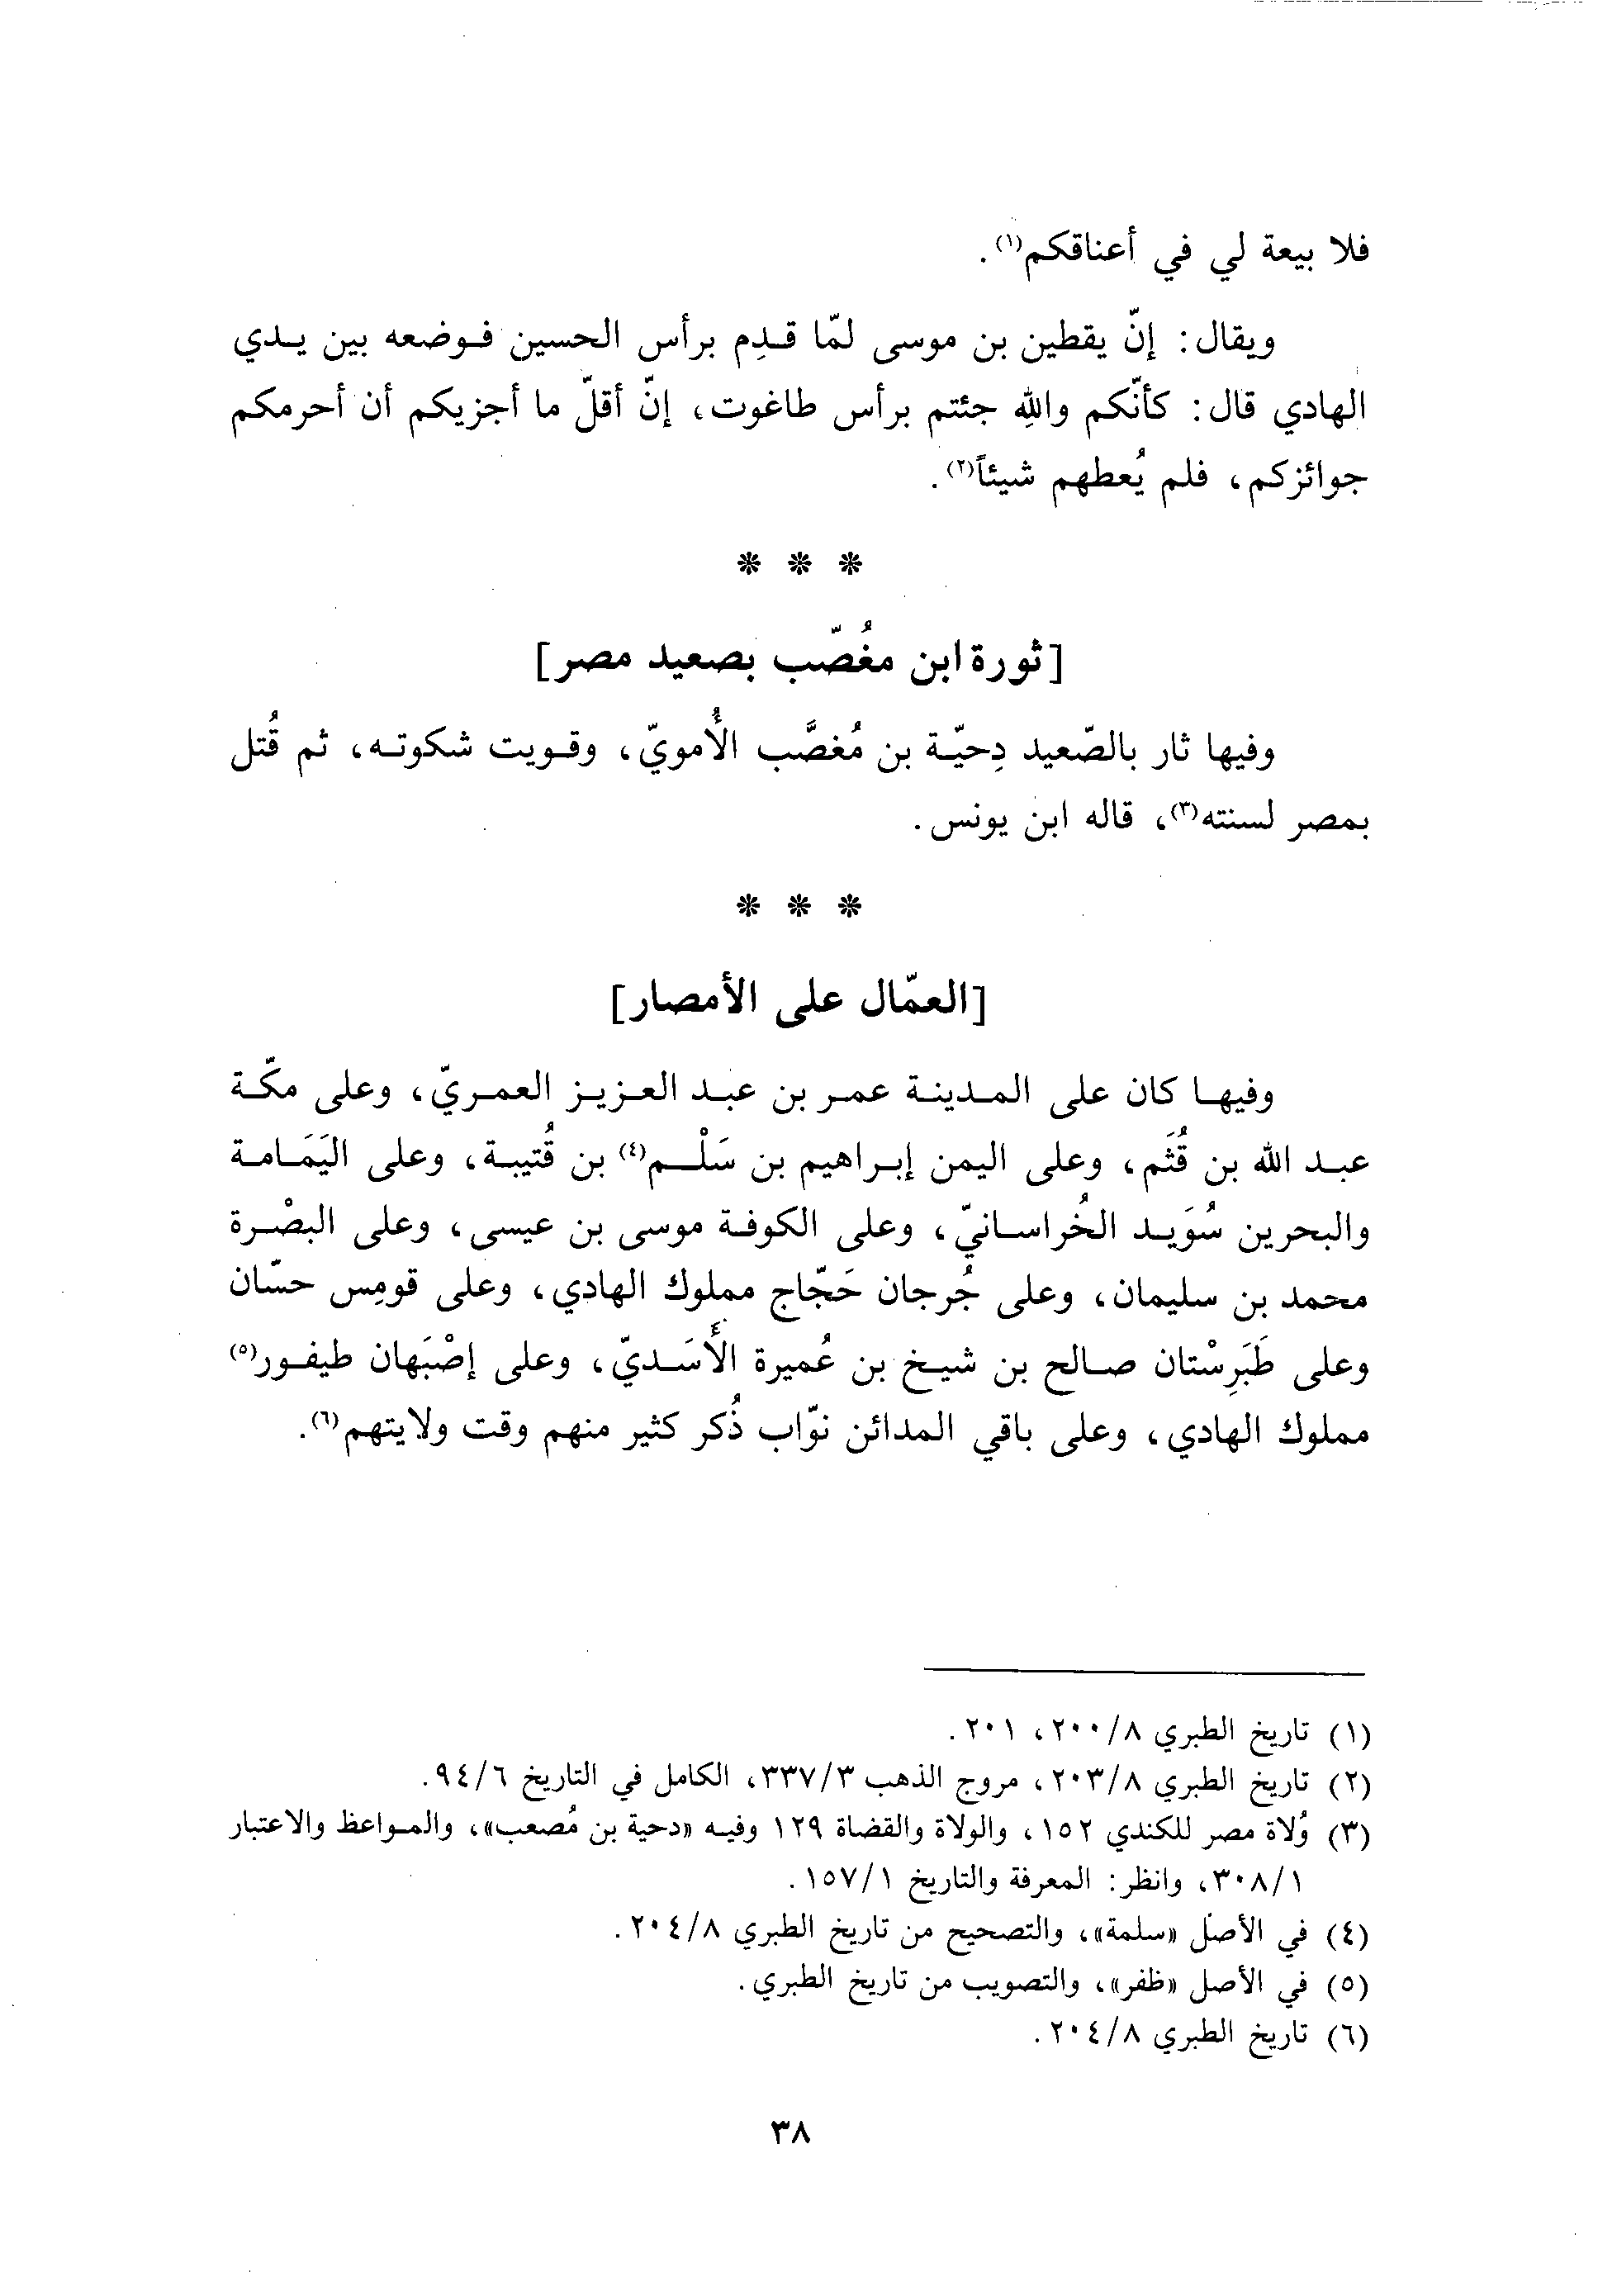 فلا بيعة لي في أعناقكم(١).
ويقال: إنّ يقطين بن موسى لمّا قدِم برأس الحسين فوضعه بين يدي
الهادي قال: كأنّكم واللهِ جئتم برأس طاغوت، إنّ أقلّ ما أجزيكم أن أحرمكم
جوائزكم، فلم يُعطهم شيئاً(٢).
* * *
[ثورة ابن مغُصّب بصعيد مصر]
وفيها ثار بالصّعيد دِحيّة بن مُغصَّب الأُمويّ، وقويت شكوته، ثم قُتل
بمصر لسنته(٣)، قاله ابن يونس.
* * *
[العمّال على الأمصار]
وفيها كان على المدينة عمر بن عبد العزيز العمريّ، وعلى مكّة
عبد الله بن قُثَم، وعلى اليمن إبراهيم بن سَلْم(٤) بن قُتيبة، وعلى اليَمَامة
والبحرين سُوَيد الخُراسانيّ، وعلى الكوفة موسى بن عيسى، وعلى البصْرة
محمد بن سليمان، وعلى جُرجان حَجّاج مملوك الهادي، وعلى قومِس حسّان
وعلى طَبَرِسْتان صالح بن شيخ بن عُميرة الأَسَديّ، وعلى إصْبَهان طيفور(٥)
مملوك الهادي، وعلى باقي المدائن نوّاب ذُكر كثير منهم وقت ولايتهم(٦).
(١) تاريخ الطبري ٢٠٠/٨، ٢٠١.
(٢) تاريخ الطبري ٢٠٣/٨، مروج الذهب ٣٣٧/٣، الكامل في التاريخ ٩٤/٦.
(٣) وُلاة مصر للكندي ١٥٢، والولاة والقضاة ١٢٩ وفيه «دحية بن مُصعب»، والمواعظ والاعتبار
٣٠٨/١، وانظر: المعرفة والتاريخ ١٥٧/١.
(٤) في الأصل «سلمة»، والتصحيح من تاريخ الطبري ٢٠٤/٨.
(٥) في الأصل «ظفر»، والتصويب من تاريخ الطبري.
(٦) تاريخ الطبري ٢٠٤/٨.
٣٨